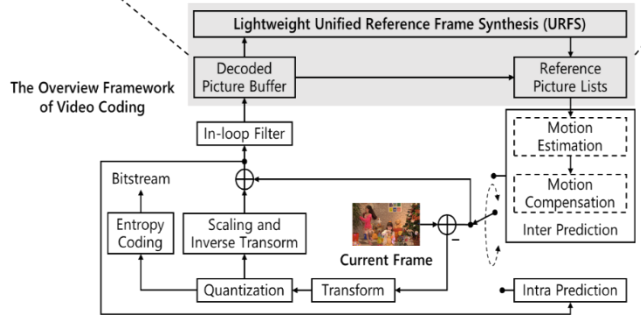 Lightweight Unified Reference Frame Synthesis (URFS)
The Overview Framework
of Video Coding
Decoded
Picture Buffer
Reference
Picture Lists
In-loop Filter
Motion
Estimation
Motion
Compensation
Inter Prediction
Bitstream
Entropy
Coding
Scaling and
Inverse Transorm
Current Frame
−
Quantization
Transform
Intra Prediction